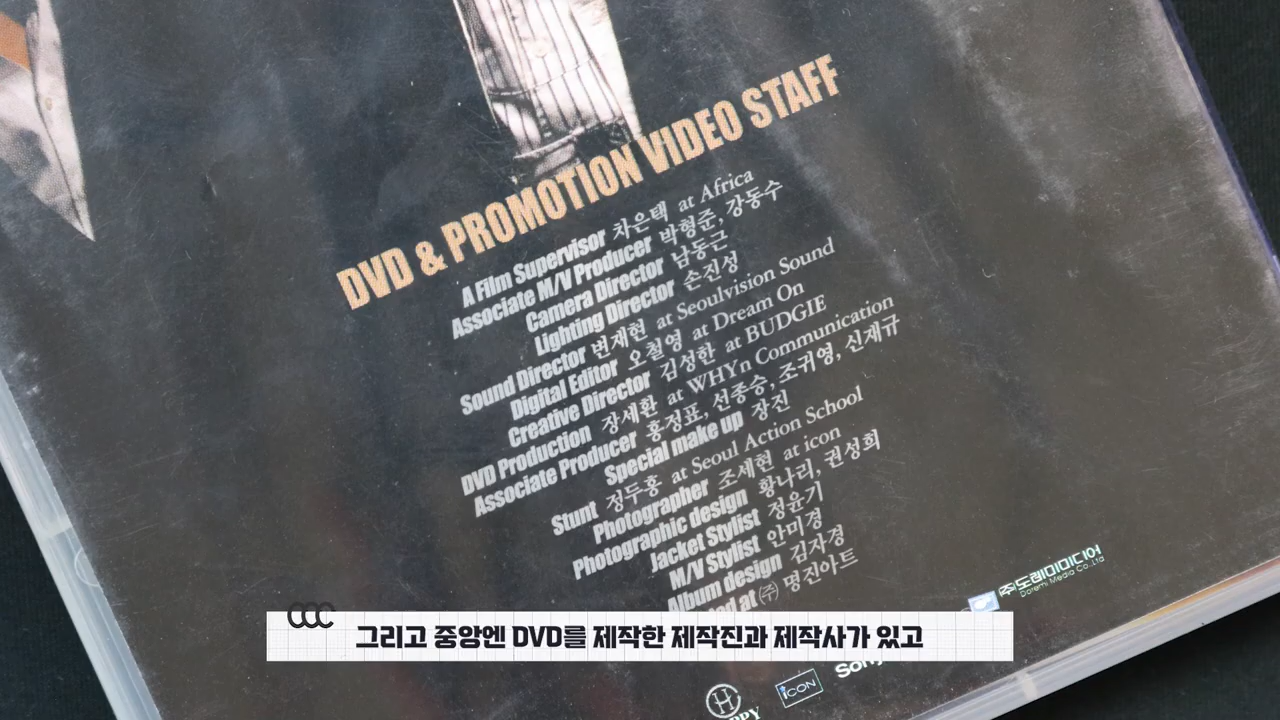 DVD & PROMOTION VIDEO STAFF
A Film Supervisor 차은택 at Africa
Associate M/V Producer 박형준, 강동수
Camera Director 남동근
Lighting Director 손진성
Sound Director 번재현 at Seoulvision Sound
Digital Editor 오철영 at Dream On
Creative Director 김성한 at BUDGIE
DVD Production 장세환 at WHYn Communication
Associate Producer 홍정표, 선종승, 조귀영, 신재규
Special make up 장진
Stunt 정두홍 at Seoul Action School
Photographer 조세현 at icon
Photographic design 황나리, 권성희
Jacket Stylist 정윤기
M/V Stylist 안미경
Album design 김자경
at ㈜ 명진아트
㈜도레미미디어
Doremi Media Co.,Ltd
그리고 중앙엔 DVD를 제작한 제작진과 제작사가 있고
iCON